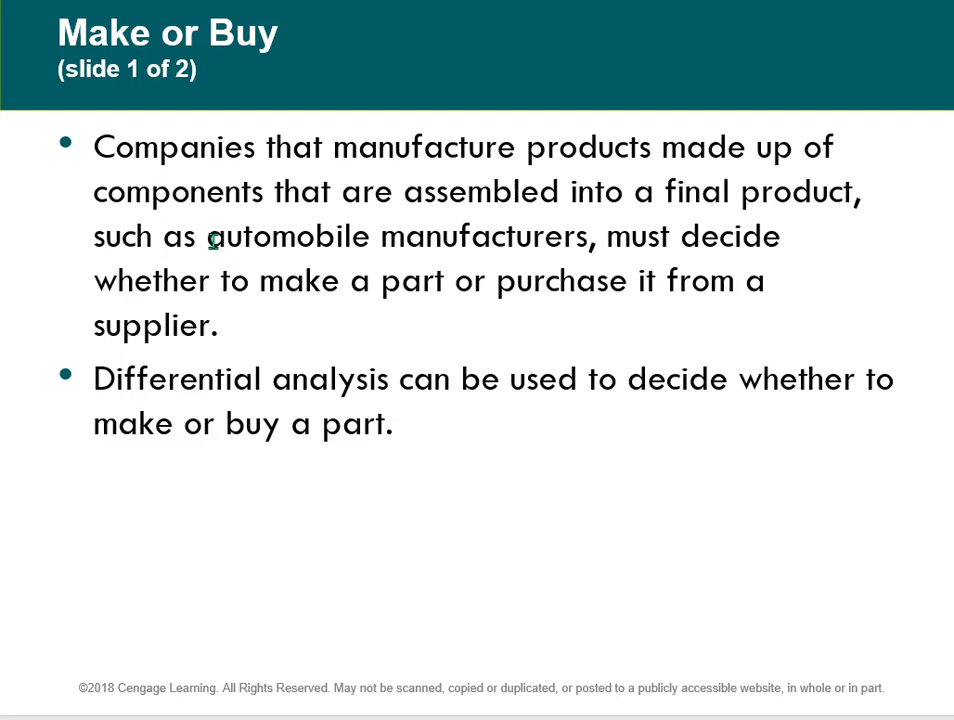 Make or Buy
(slide 1 of 2)
• Companies that manufacture products made up of
components that are assembled into a final product,
such as automobile manufacturers, must decide
whether to make a part or purchase it from a
supplier.
• Differential analysis can be used to decide whether to
make or buy a part.
©2018 Cengage Learning. All Rights Reserved. May not be scanned, copied or duplicated, or posted to a publicly accessible website, in whole or in part.